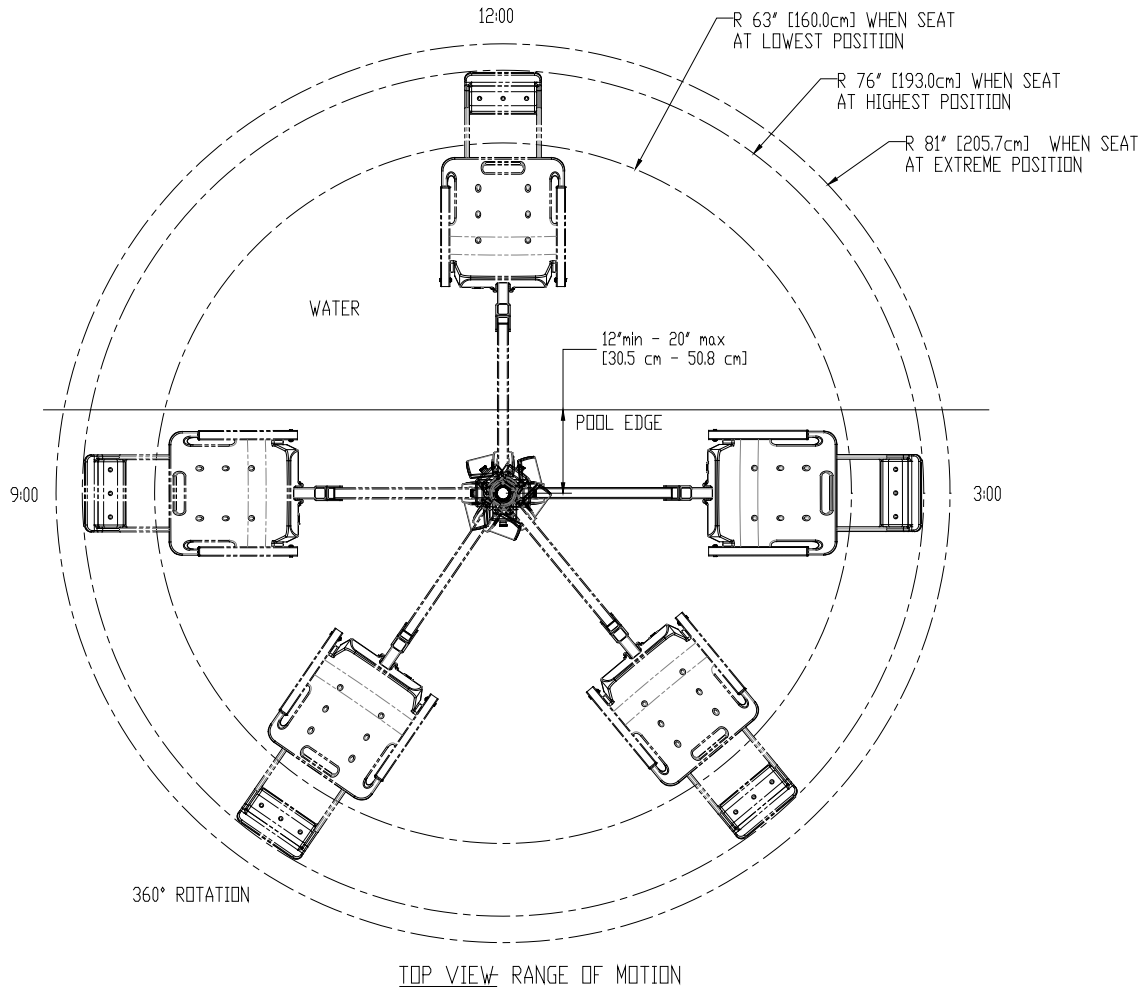 12:00
R 63" [160.0cm] WHEN SEAT
AT LOWEST POSITION
R 76" [193.0cm] WHEN SEAT
AT HIGHEST POSITION
R 81" [205.7cm] WHEN SEAT
AT EXTREME POSITION
WATER
12"min - 20" max
[30.5 cm - 50.8 cm]
POOL EDGE
9:00
3:00
360° ROTATION
TOP VIEW- RANGE OF MOTION